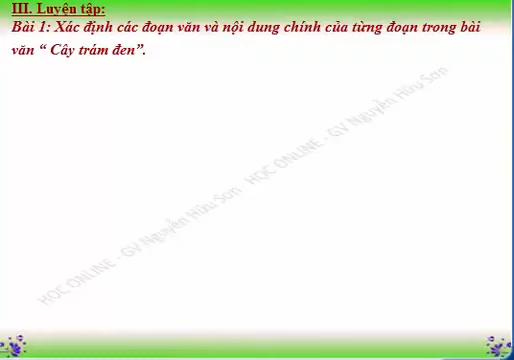 III. Luyện tập:
Bài 1: Xác định các đoạn văn và nội dung chính của từng đoạn trong bài
văn “ Cây trám đen”.
HỌC ONLINE - GV Nguyễn Hữu Sơn HỌC ONLINE - GV Nguyễn Hữu Sơn